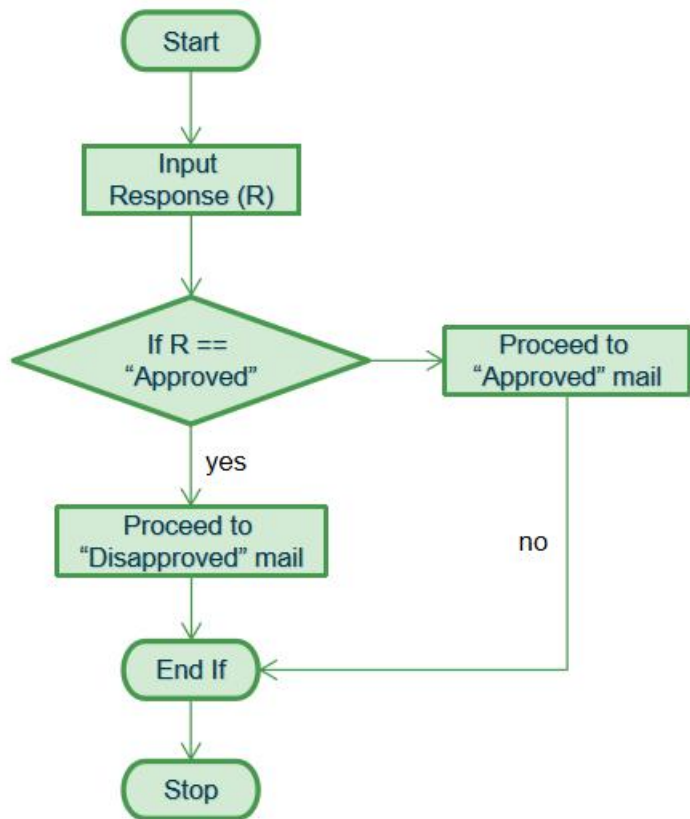 Start
Input
Response (R)
If R ==
“Approved”
Proceed to
“Approved” mail
yes
Proceed to
“Disapproved” mail
no
End If
Stop